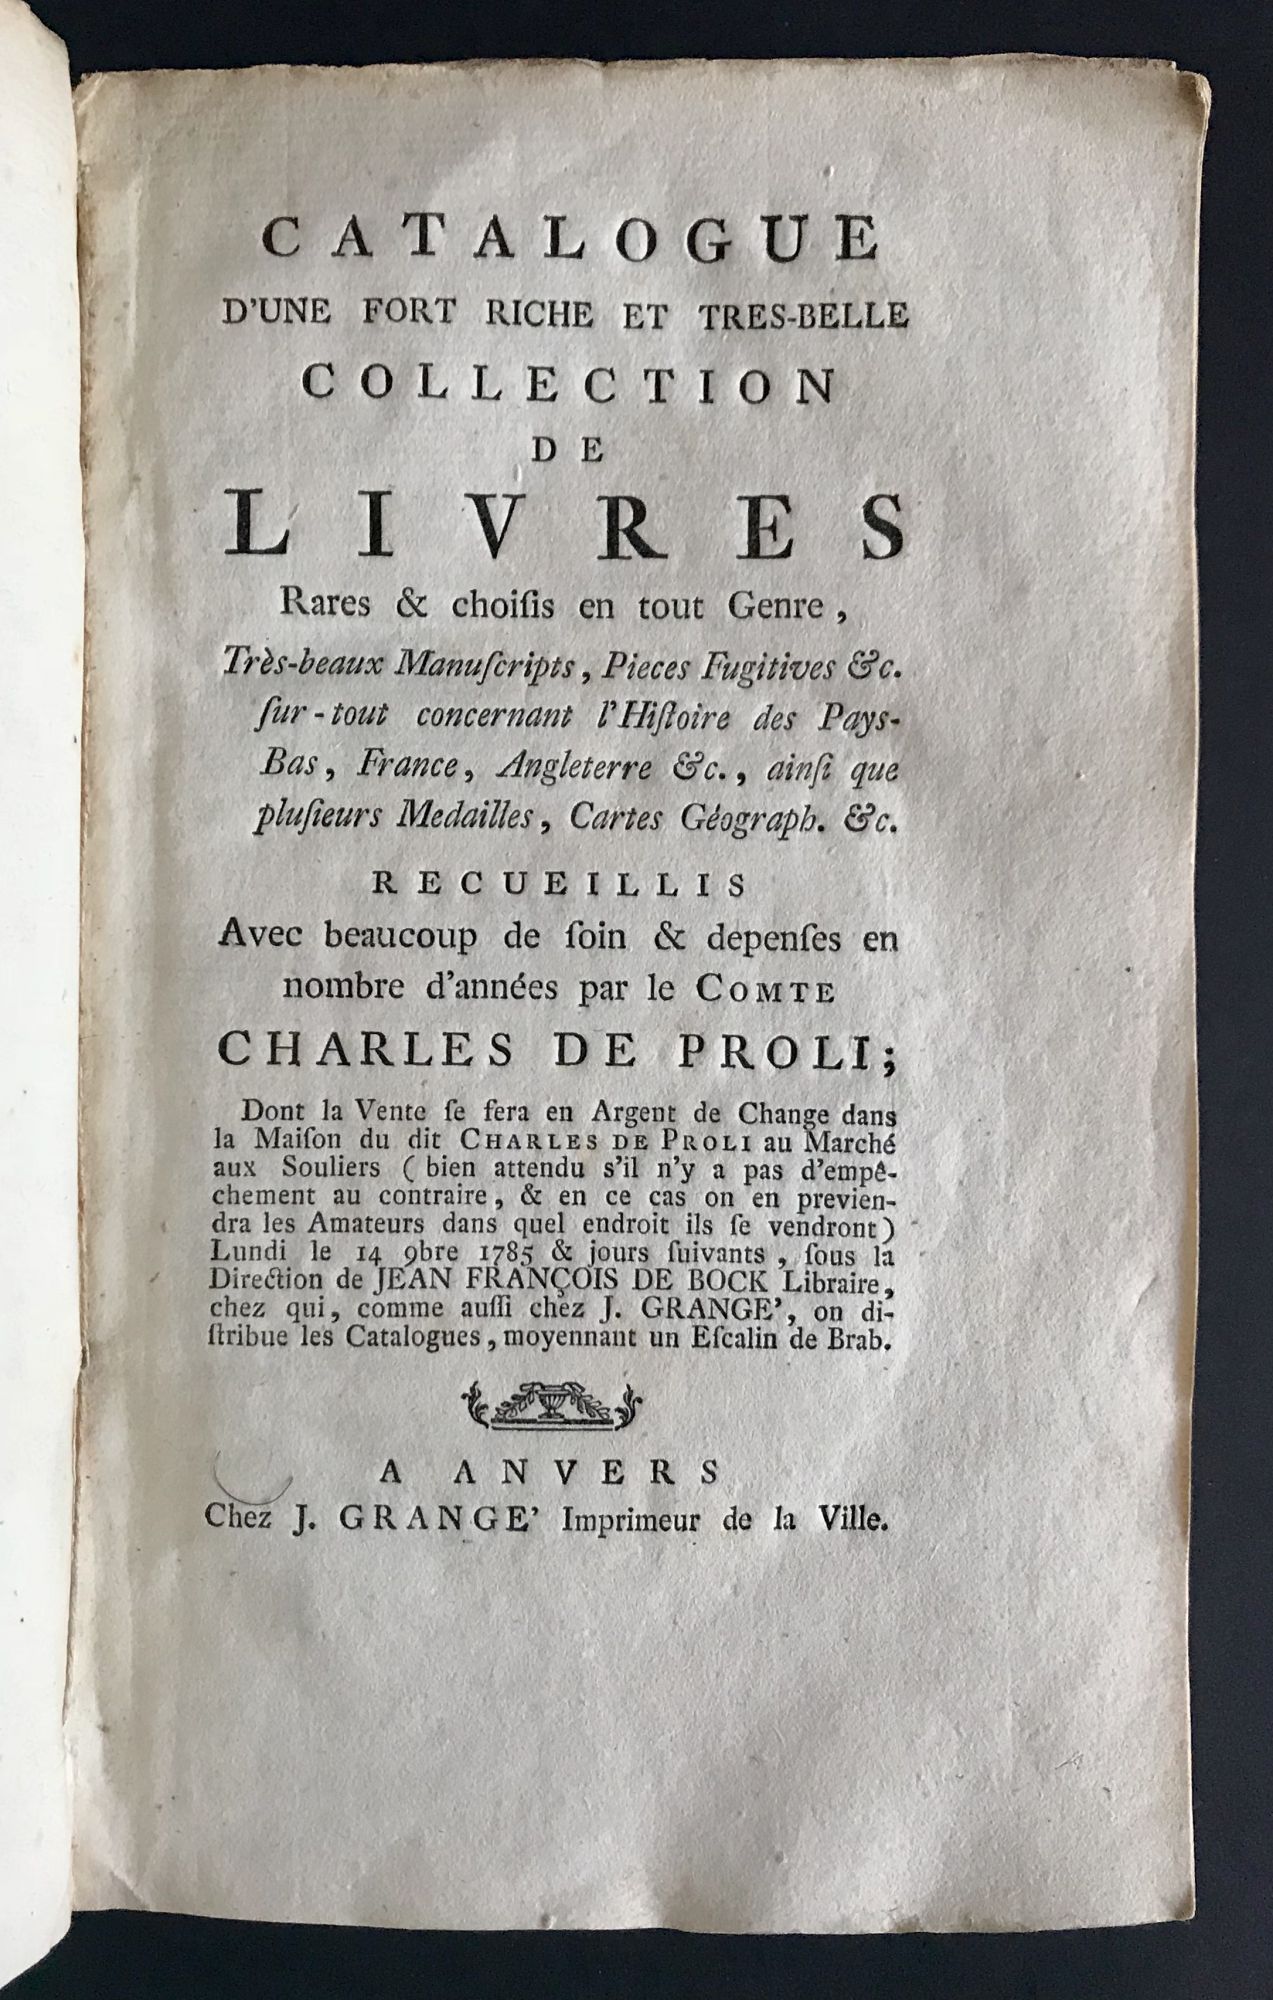 CATALOGUE
D'UNE FORT RICHE ET TRES-BELLE
COLLECTION
DE
LIVRES
Rares & choiſis en tout Genre,
Très-beaux Manuſcripts, Pieces Fugitives &c.
ſur-tout concernant l'Hiſtoire des Pays-
Bas, France, Angleterre &c., ainſi que
pluſieurs Medailles, Cartes Géograph. &c.
RECUEILLIS
Avec beaucoup de ſoin & depenſes en
nombre d'années par le COMTE
CHARLES DE PROLI;
Dont la Vente ſe fera en Argent de Change dans
la Maiſon du dit CHARLES DE PROLI au Marché
aux Souliers (bien attendu s'il n'y a pas d'empê-
chement au contraire, & en ce cas on en previen-
dra les Amateurs dans quel endroit ils ſe vendront)
Lundi le 14 9bre 1785 & jours ſuivants, ſous la
Direction de JEAN FRANÇOIS DE BOCK Libraire,
chez qui, comme auſſi chez J. GRANGE', on di-
ſtribue les Catalogues, moyennant un Eſcalin de Brab.
A ANVERS
Chez J. GRANGE' Imprimeur de la Ville.